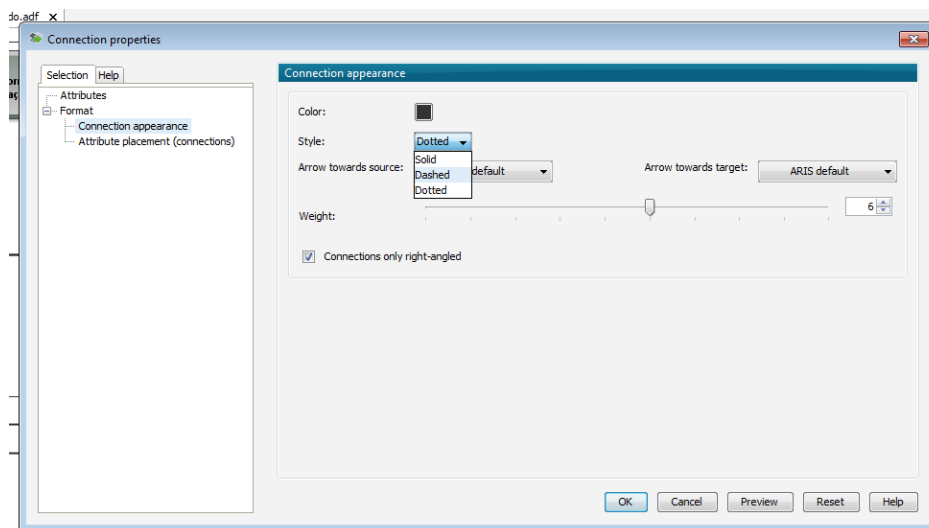 do.adf x
Connection properties
Selection Help
Attributes
Format
Connection appearance
Attribute placement (connections)
Connection appearance
Color:
Style: Dotted
Solid
Dashed
Dotted
Arrow towards source: default
Arrow towards target: ARIS default
Weight: 6
Connections only right-angled
OK Cancel Preview Reset Help